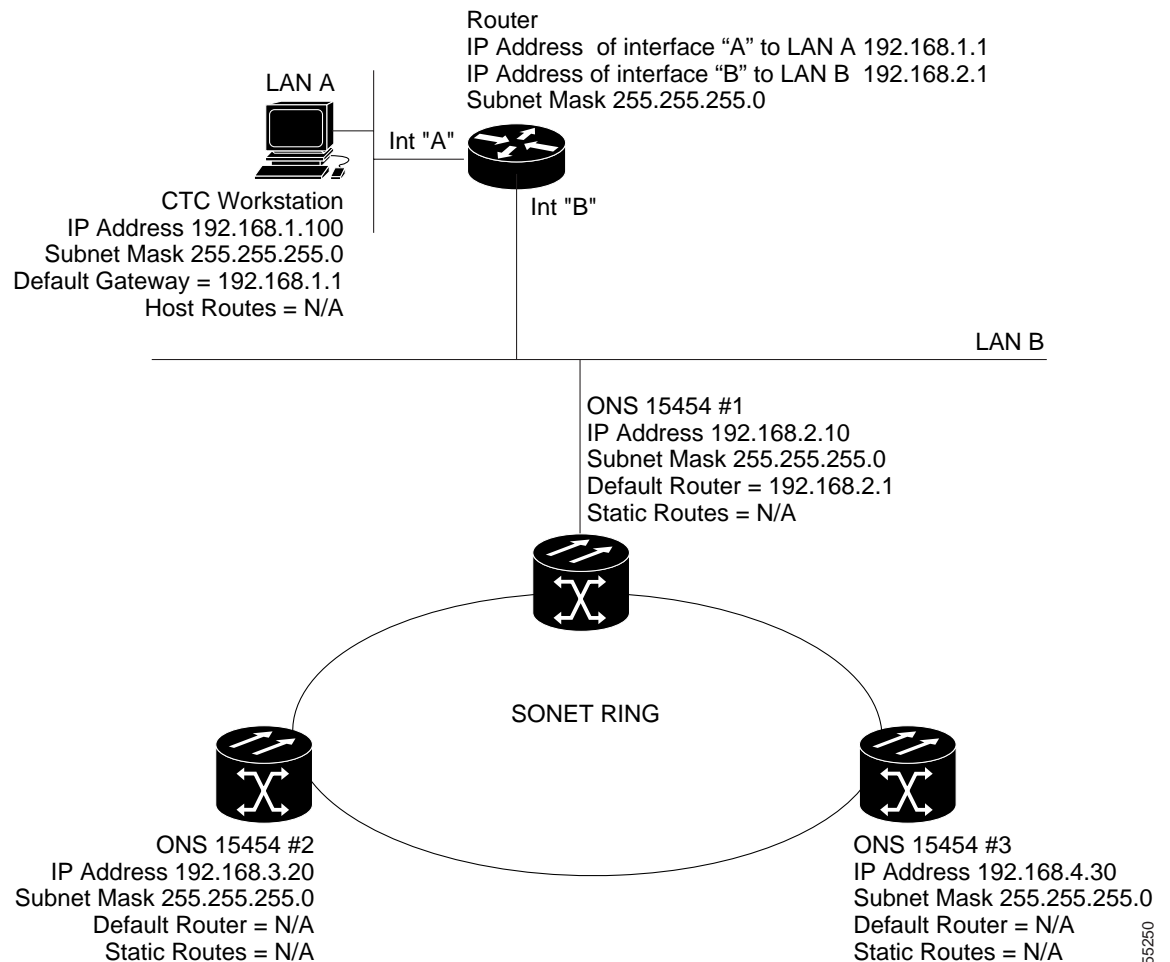 Router
IP Address of interface “A” to LAN A 192.168.1.1
IP Address of interface “B” to LAN B 192.168.2.1
Subnet Mask 255.255.255.0
LAN A
Int "A"
Int "B"
CTC Workstation
IP Address 192.168.1.100
Subnet Mask 255.255.255.0
Default Gateway = 192.168.1.1
Host Routes = N/A
LAN B
ONS 15454 #1
IP Address 192.168.2.10
Subnet Mask 255.255.255.0
Default Router = 192.168.2.1
Static Routes = N/A
SONET RING
ONS 15454 #2
IP Address 192.168.3.20
Subnet Mask 255.255.255.0
Default Router = N/A
Static Routes = N/A
ONS 15454 #3
IP Address 192.168.4.30
Subnet Mask 255.255.255.0
Default Router = N/A
Static Routes = N/A
55250